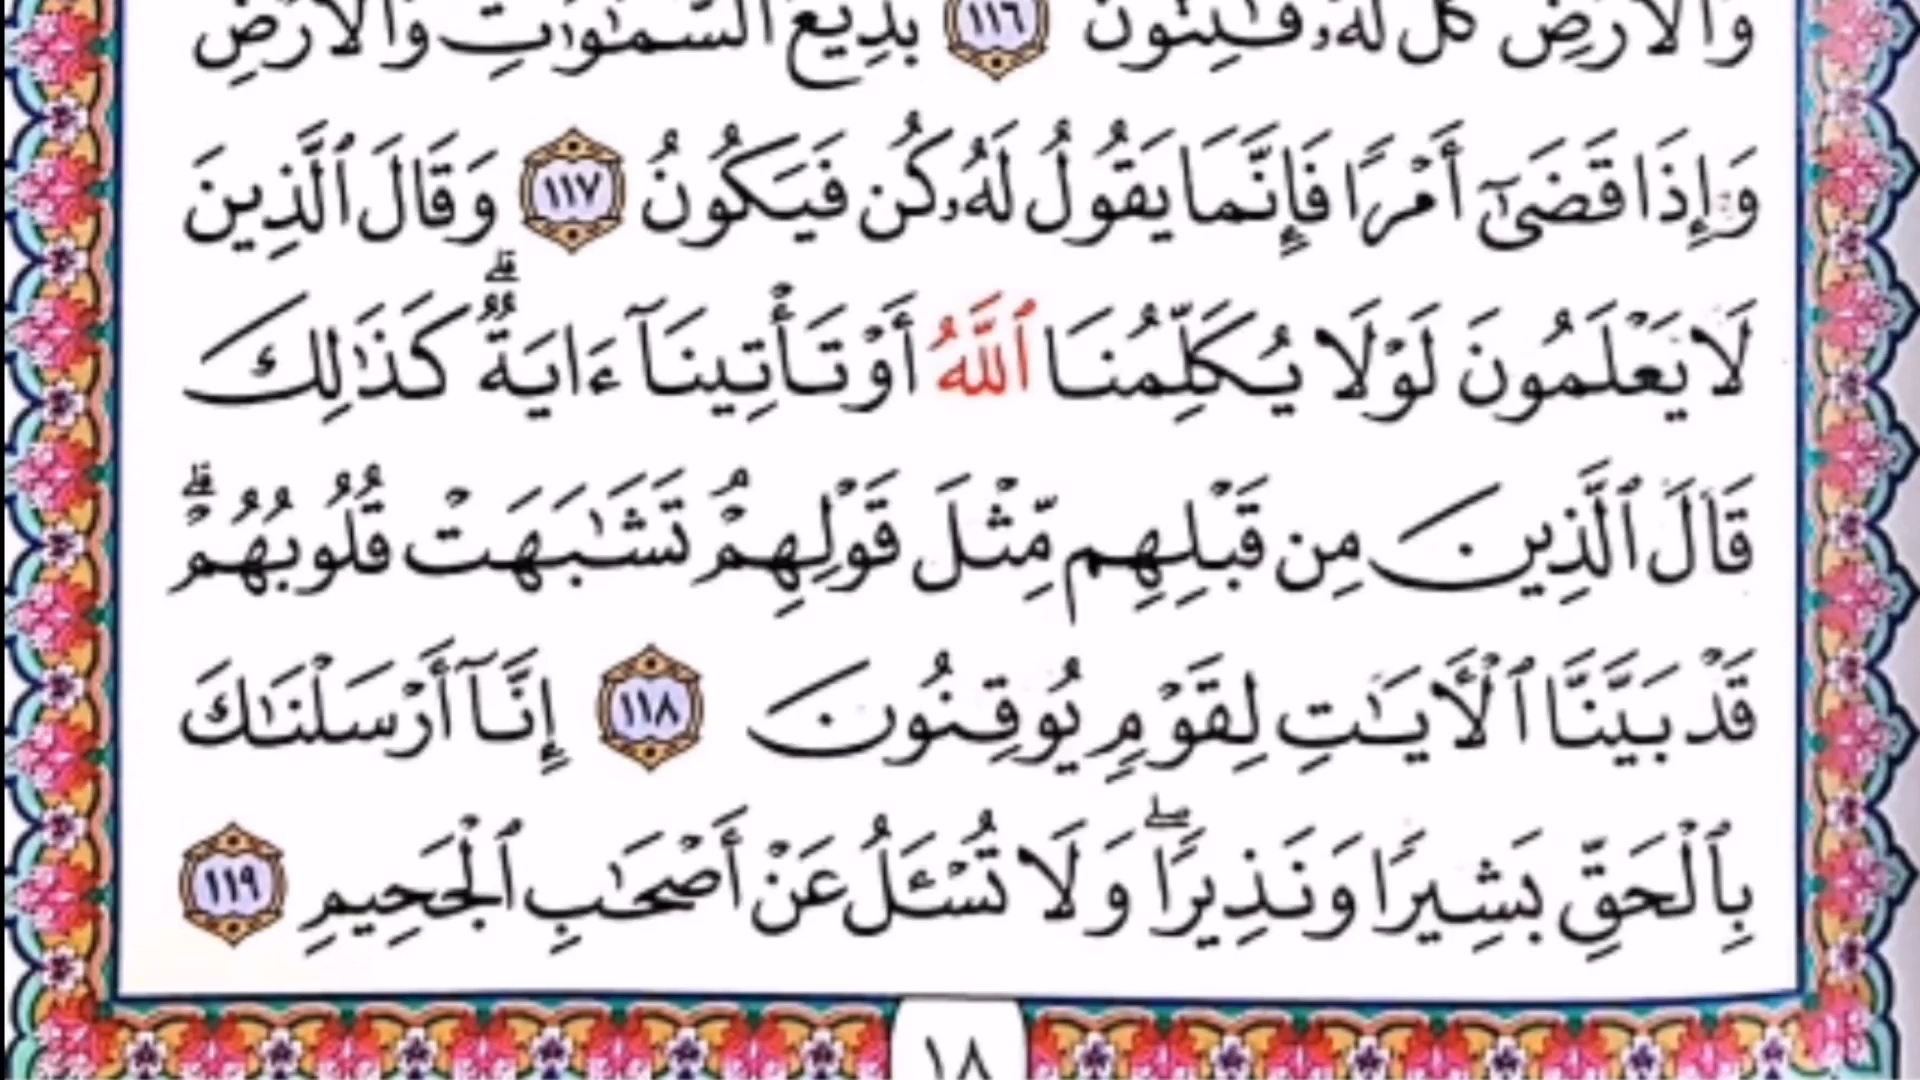 وَٱلْأَرْضِ كُلٌّ لَّهُۥ قَٰنِتُونَ ١١٦ بَدِيعُ ٱلسَّمَٰوَٰتِ وَٱلْأَرْضِ
وَإِذَا قَضَىٰٓ أَمْرًا فَإِنَّمَا يَقُولُ لَهُۥ كُن فَيَكُونُ ١١٧ وَقَالَ ٱلَّذِينَ
لَا يَعْلَمُونَ لَوْلَا يُكَلِّمُنَا ٱللَّهُ أَوْ تَأْتِينَآ ءَايَةٌ ۗ كَذَٰلِكَ
قَالَ ٱلَّذِينَ مِن قَبْلِهِم مِّثْلَ قَوْلِهِمْ تَشَٰبَهَتْ قُلُوبُهُمْ ۗ
قَدْ بَيَّنَّا ٱلْأَيَٰتِ لِقَوْمٍ يُوقِنُونَ ١١٨ إِنَّآ أَرْسَلْنَٰكَ
بِٱلْحَقِّ بَشِيرًا وَنَذِيرًا ۖ وَلَا تُسْـَٔلُ عَنْ أَصْحَٰبِ ٱلْجَحِيمِ ١١٩
١٨